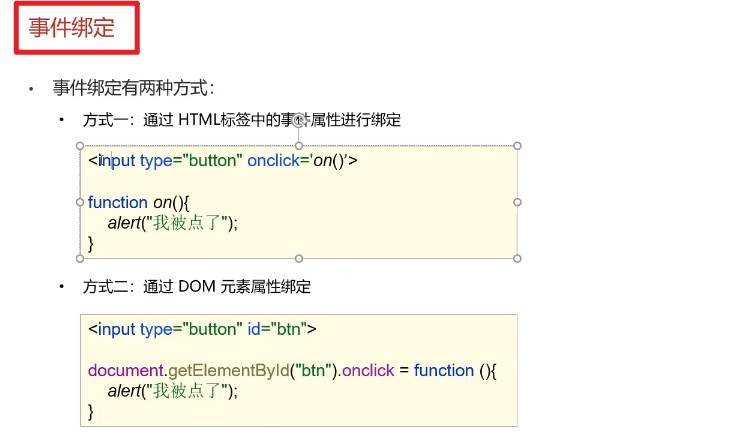 事件绑定
• 事件绑定有两种方式：
• 方式一：通过 HTML标签中的事件属性进行绑定
<input type="button" onclick='on()'>
function on(){
alert("我被点了");
}
• 方式二：通过 DOM 元素属性绑定
<input type="button" id="btn">
document.getElementById("btn").onclick = function (){
alert("我被点了");
}